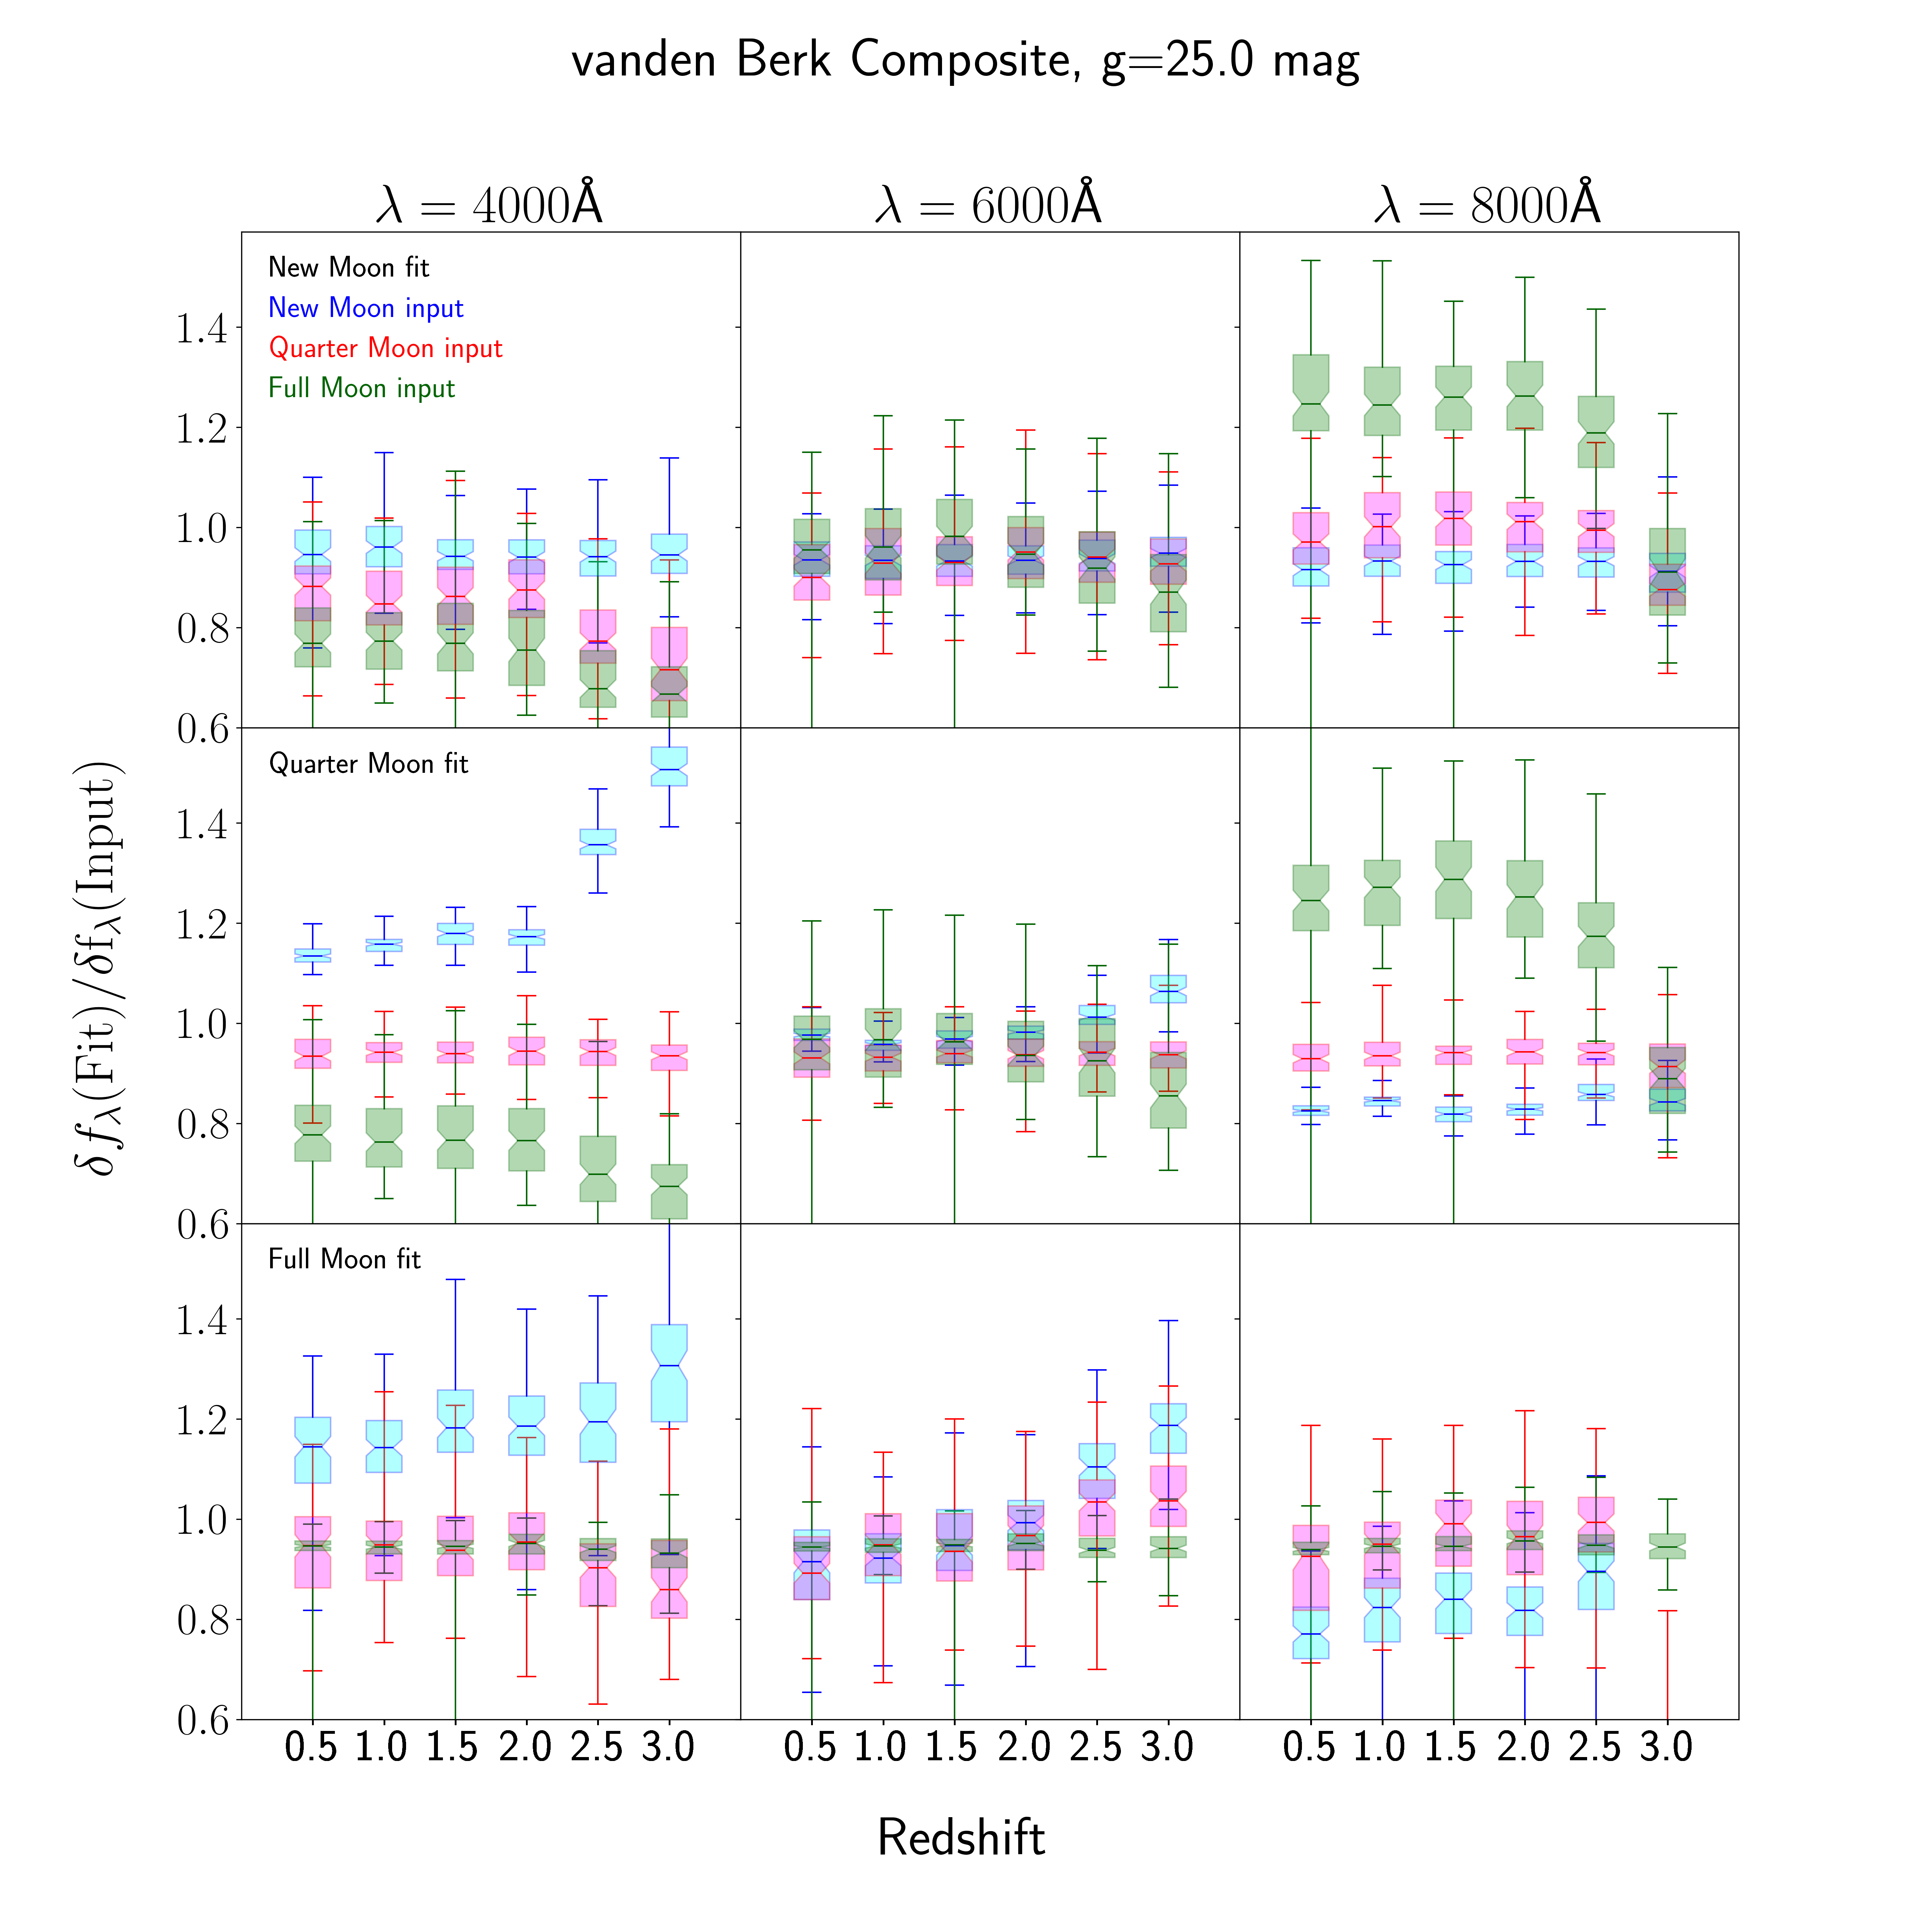 vanden Berk Composite, g=25.0 mag
λ = 4000Å
λ = 6000Å
λ = 8000Å
New Moon fit
New Moon input
Quarter Moon input
Full Moon input
1.4
1.2
1.0
0.8
0.6
Quarter Moon fit
1.4
1.2
1.0
0.8
0.6
Full Moon fit
1.4
1.2
1.0
0.8
0.6
δfλ(Fit)/δfλ(Input)
0.5 1.0 1.5 2.0 2.5 3.0
0.5 1.0 1.5 2.0 2.5 3.0
0.5 1.0 1.5 2.0 2.5 3.0
Redshift